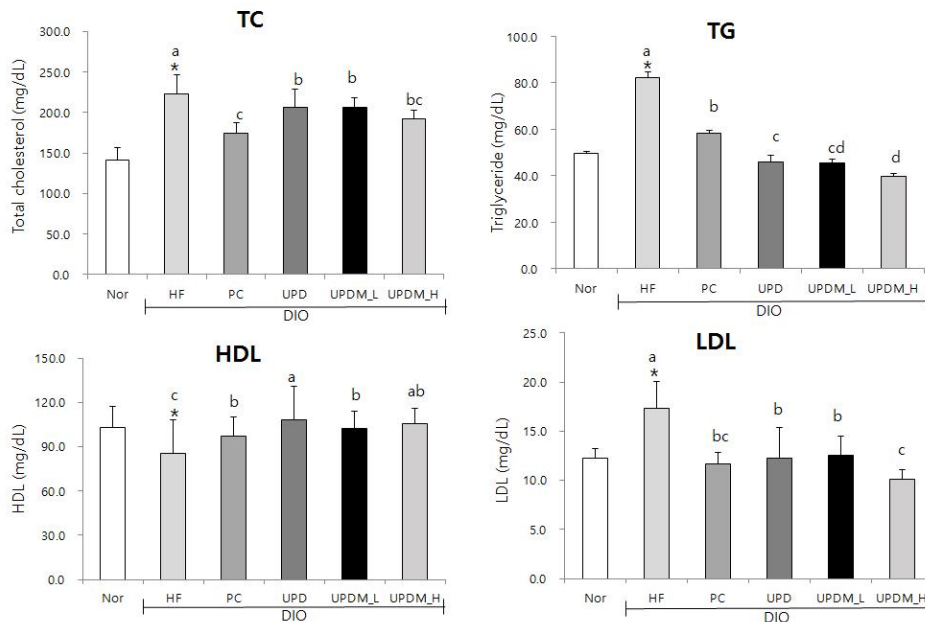 TC
Total cholesterol (mg/dL)
300.0
250.0
200.0
150.0
100.0
50.0
0.0
a
*
c
b
b
bc
Nor HF PC UPD UPDM_L UPDM_H
DIO
TG
Triglyceride (mg/dL)
100.0
80.0
60.0
40.0
20.0
0.0
a
*
b
c
cd
d
Nor HF PC UPD UPDM_L UPDM_H
DIO
HDL
HDL (mg/dL)
150.0
120.0
90.0
60.0
30.0
0.0
c
*
b
a
b
ab
Nor HF PC UPD UPDM_L UPDM_H
DIO
LDL
LDL (mg/dL)
25.0
20.0
15.0
10.0
5.0
0.0
a
*
bc
b
b
c
Nor HF PC UPD UPDM_L UPDM_H
DIO